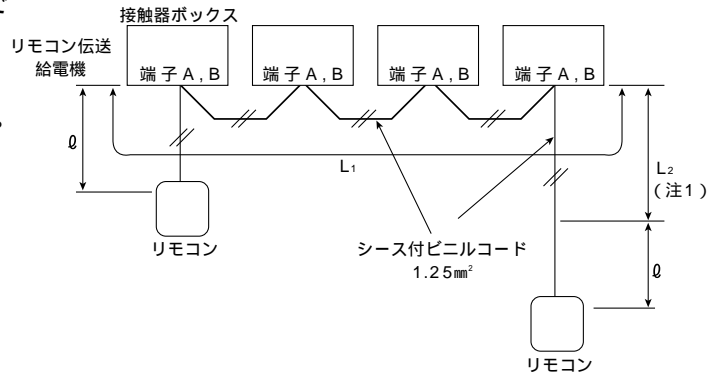 接触器ボックス
リモコン伝送
給電機
端子A,B 端子A,B 端子A,B 端子A,B
ℓ
L₁
L₂
(注1)
リモコン
シース付ビニルコード
1.25mm²
ℓ
リモコン